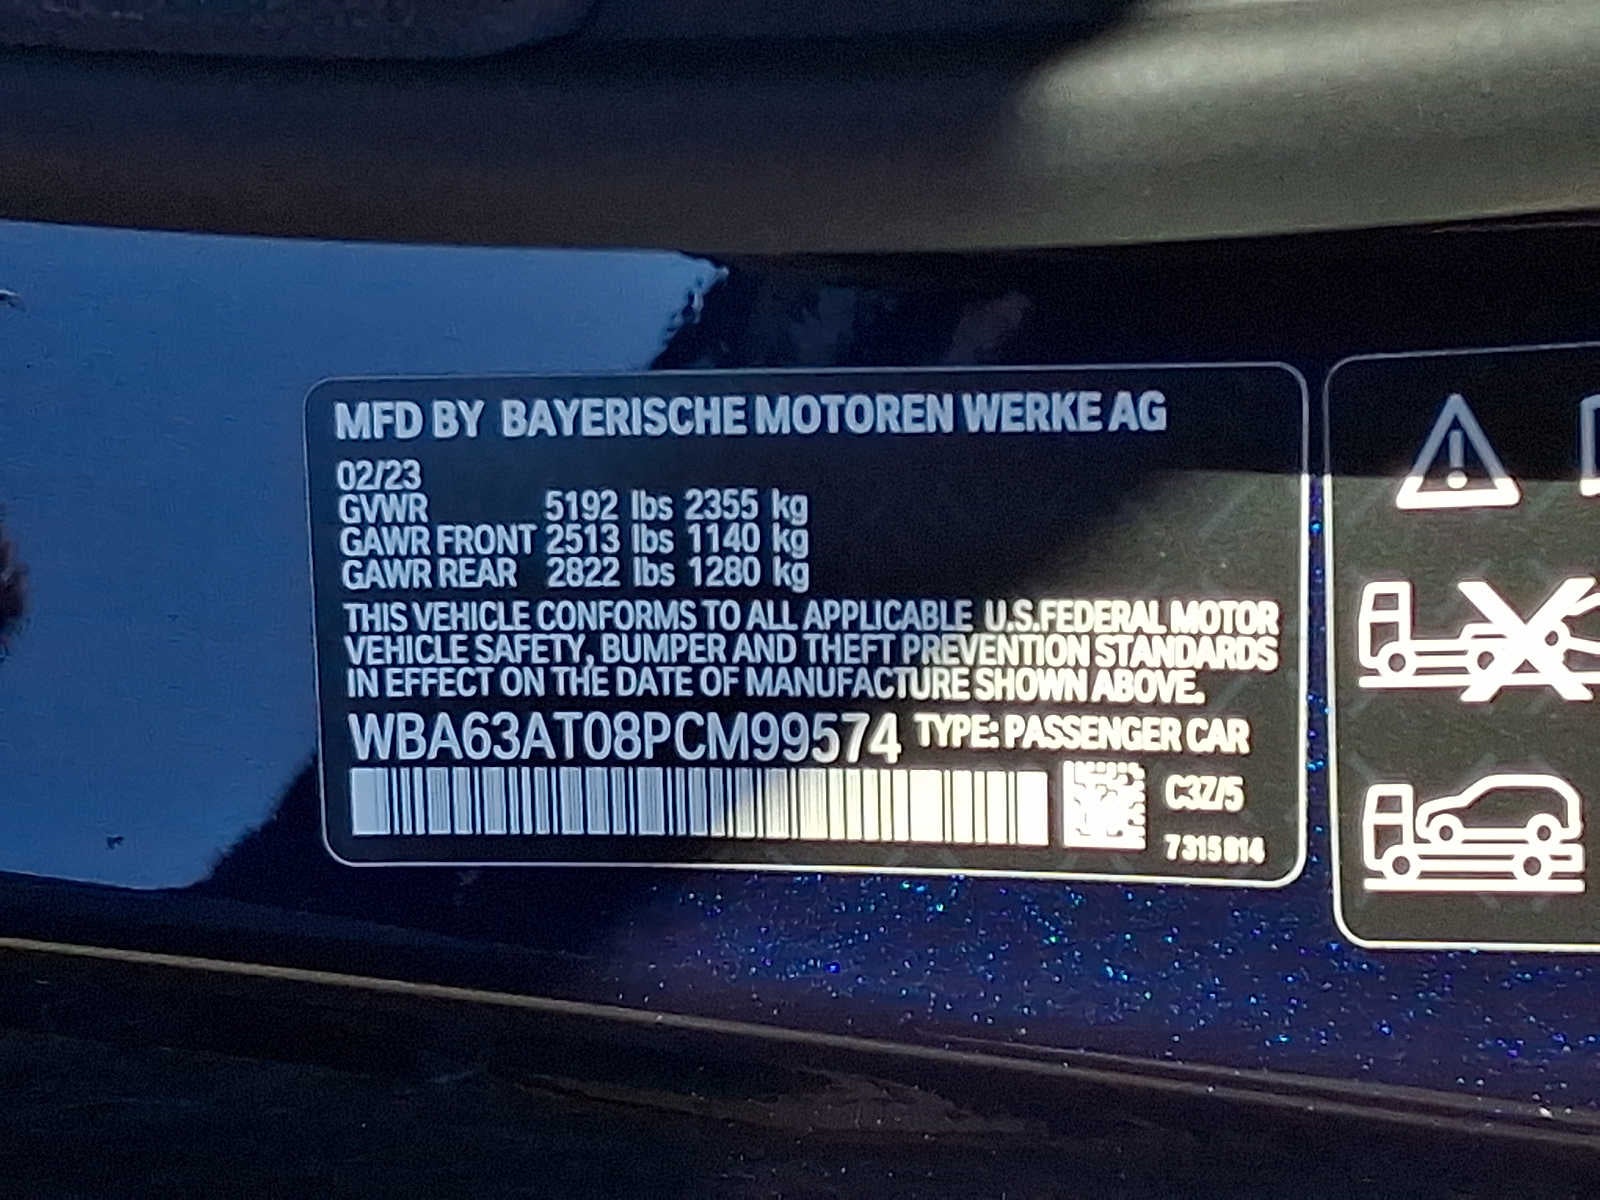 MFD BY BAYERISCHE MOTOREN WERKE AG
02/23
GVWR 5192 lbs 2355 kg
GAWR FRONT 2513 lbs 1140 kg
GAWR REAR 2822 lbs 1280 kg
THIS VEHICLE CONFORMS TO ALL APPLICABLE U.S.FEDERAL MOTOR
VEHICLE SAFETY, BUMPER AND THEFT PREVENTION STANDARDS
IN EFFECT ON THE DATE OF MANUFACTURE SHOWN ABOVE.
WBA63AT08PCM99574 TYPE: PASSENGER CAR
C3Z/5
7315814